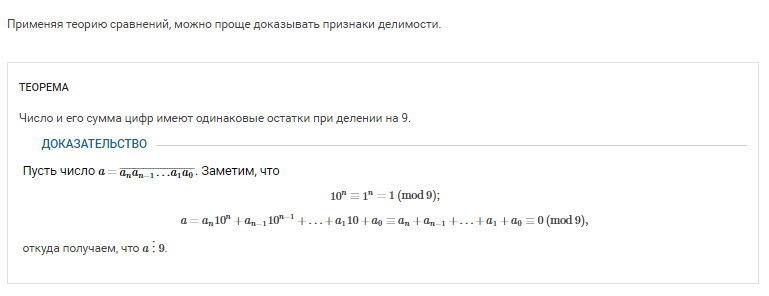 Применяя теорию сравнений, можно проще доказывать признаки делимости.
ТЕОРЕМА
Число и его сумма цифр имеют одинаковые остатки при делении на 9.
ДОКАЗАТЕЛЬСТВО
Пусть число $a = \overline{a_n a_{n-1} \ldots a_1 a_0}$. Заметим, что
$10^n \equiv 1^n = 1 \pmod 9;$
$a = a_n 10^n + a_{n-1} 10^{n-1} + \ldots + a_1 10 + a_0 \equiv a_n + a_{n-1} + \ldots + a_1 + a_0 \equiv 0 \pmod 9,$
откуда получаем, что $a \vdots 9$.